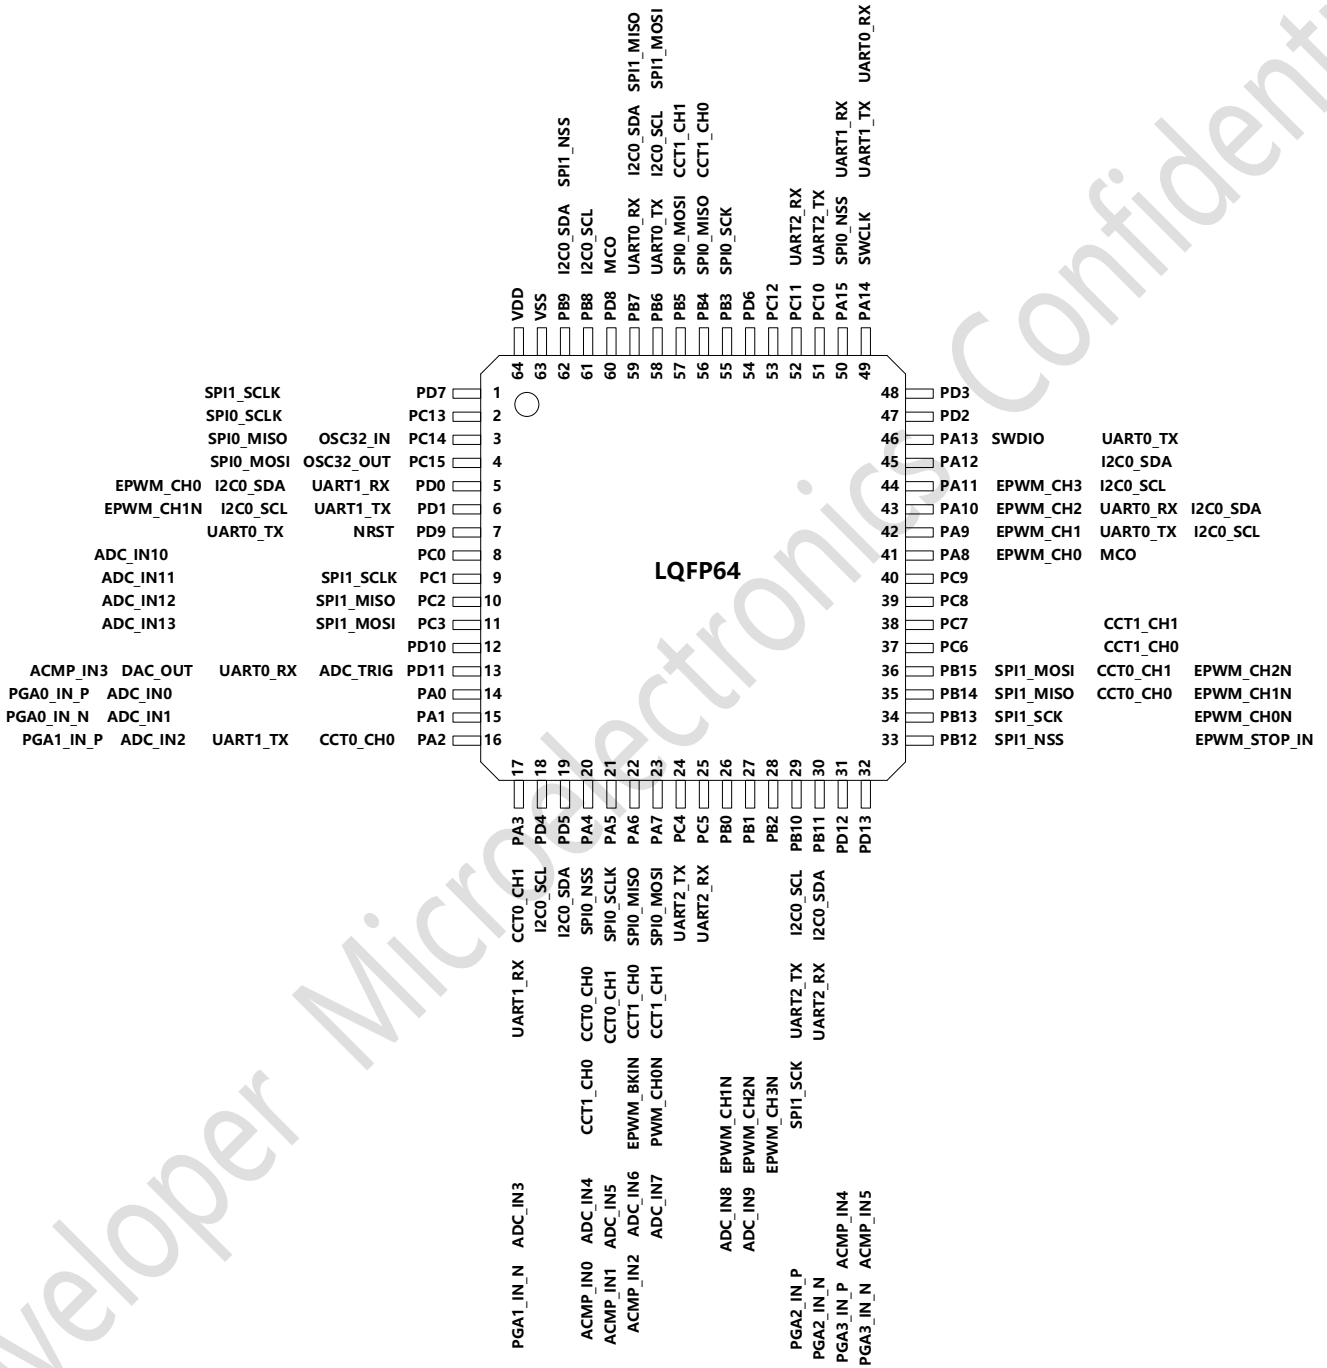 UART0_RX
SPI1_MISO
SPI1_MOSI
I2C0_SDA
I2C0_SCL
UART1_RX
UART1_TX
SPI1_NSS
CCT1_CH1
CCT1_CH0
I2C0_SDA
I2C0_SCL
MCO
UART0_RX
UART0_TX
SPI0_MOSI
SPI0_MISO
SPI0_SCK
UART2_RX
UART2_TX
SPI0_NSS
SWCLK
VDD
VSS
PB9
PB8
PD8
PB7
PB6
PB5
PB4
PB3
PD6
PC12
PC11
PC10
PA15
PA14
64
63
62
61
60
59
58
57
56
55
54
53
52
51
50
49
SPI1_SCLK PD7 1
SPI0_SCLK PC13 2
SPI0_MISO OSC32_IN PC14 3
SPI0_MOSI OSC32_OUT PC15 4
EPWM_CH0 I2C0_SDA UART1_RX PD0 5
EPWM_CH1N I2C0_SCL UART1_TX PD1 6
UART0_TX NRST PD9 7
ADC_IN10 PC0 8
ADC_IN11 SPI1_SCLK PC1 9
ADC_IN12 SPI1_MISO PC2 10
ADC_IN13 SPI1_MOSI PC3 11
PD10 12
ACMP_IN3 DAC_OUT UART0_RX ADC_TRIG PD11 13
PGA0_IN_P ADC_IN0 PA0 14
PGA0_IN_N ADC_IN1 PA1 15
PGA1_IN_P ADC_IN2 UART1_TX CCT0_CH0 PA2 16
LQFP64
48 PD3
47 PD2
46 PA13 SWDIO UART0_TX
45 PA12 I2C0_SDA
44 PA11 EPWM_CH3 I2C0_SCL
43 PA10 EPWM_CH2 UART0_RX I2C0_SDA
42 PA9 EPWM_CH1 UART0_TX I2C0_SCL
41 PA8 EPWM_CH0 MCO
40 PC9
39 PC8
38 PC7 CCT1_CH1
37 PC6 CCT1_CH0
36 PB15 SPI1_MOSI CCT0_CH1 EPWM_CH2N
35 PB14 SPI1_MISO CCT0_CH0 EPWM_CH1N
34 PB13 SPI1_SCK EPWM_CH0N
33 PB12 SPI1_NSS EPWM_STOP_IN
17 PA3 CCT0_CH1 UART1_RX ADC_IN3 PGA1_IN_N
18 PD4 I2C0_SCL
19 PD5 I2C0_SDA
20 PA4 SPI0_NSS CCT0_CH0 CCT1_CH0 ADC_IN4 ACMP_IN0
21 PA5 SPI0_SCLK CCT0_CH1 ADC_IN5 ACMP_IN1
22 PA6 SPI0_MISO CCT1_CH0 EPWM_BKIN ADC_IN6 ACMP_IN2
23 PA7 SPI0_MOSI CCT1_CH1 PWM_CH0N ADC_IN7
24 PC4 UART2_TX
25 PC5 UART2_RX
26 PB0 EPWM_CH1N ADC_IN8
27 PB1 EPWM_CH2N ADC_IN9
28 PB2 EPWM_CH3N
29 PB10 I2C0_SCL UART2_TX SPI1_SCK PGA2_IN_P
30 PB11 I2C0_SDA UART2_RX PGA2_IN_N
31 PD12 ACMP_IN4 PGA3_IN_P
32 PD13 ACMP_IN5 PGA3_IN_N
Microelectronics